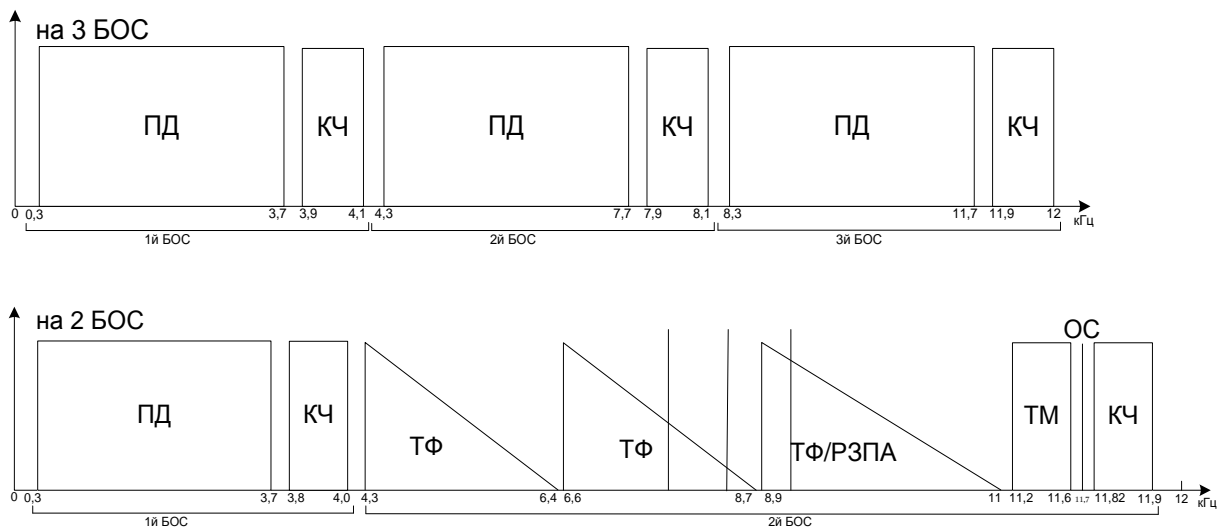 на 3 БОС
ПД КЧ ПД КЧ ПД КЧ
0 0,3 3,7 3,9 4,1 4,3 7,7 7,9 8,1 8,3 11,7 11,9 12 кГц
1й БОС 2й БОС 3й БОС
на 2 БОС
ОС
ПД КЧ ТФ ТФ ТФ/РЗПА ТМ КЧ
0 0,3 3,7 3,8 4,0 4,3 6,4 6,6 8,7 8,9 11 11,2 11,6 11,7 11,82 11,9 12 кГц
1й БОС 2й БОС